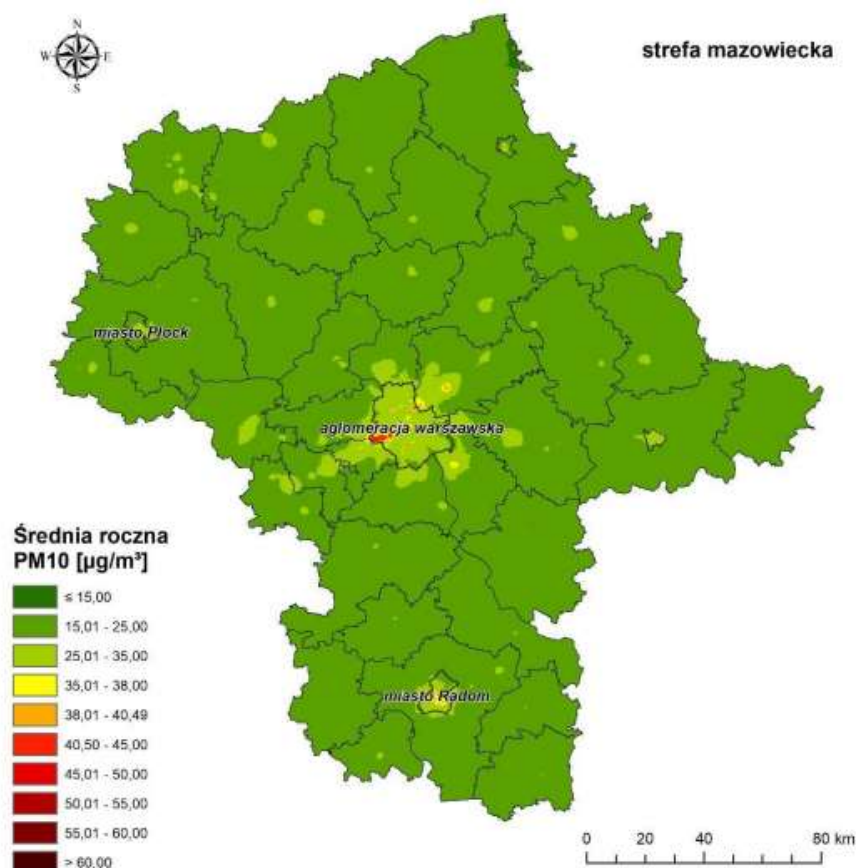 N
W
E
S
strefa mazowiecka
miasto Płock
aglomeracja warszawska
miasto Radom
Średnia roczna
PM10 [µg/m³]
≤ 15,00
15,01 - 25,00
25,01 - 35,00
35,01 - 38,00
38,01 - 40,49
40,50 - 45,00
45,01 - 50,00
50,01 - 55,00
55,01 - 60,00
> 60,00
0 20 40 80 km